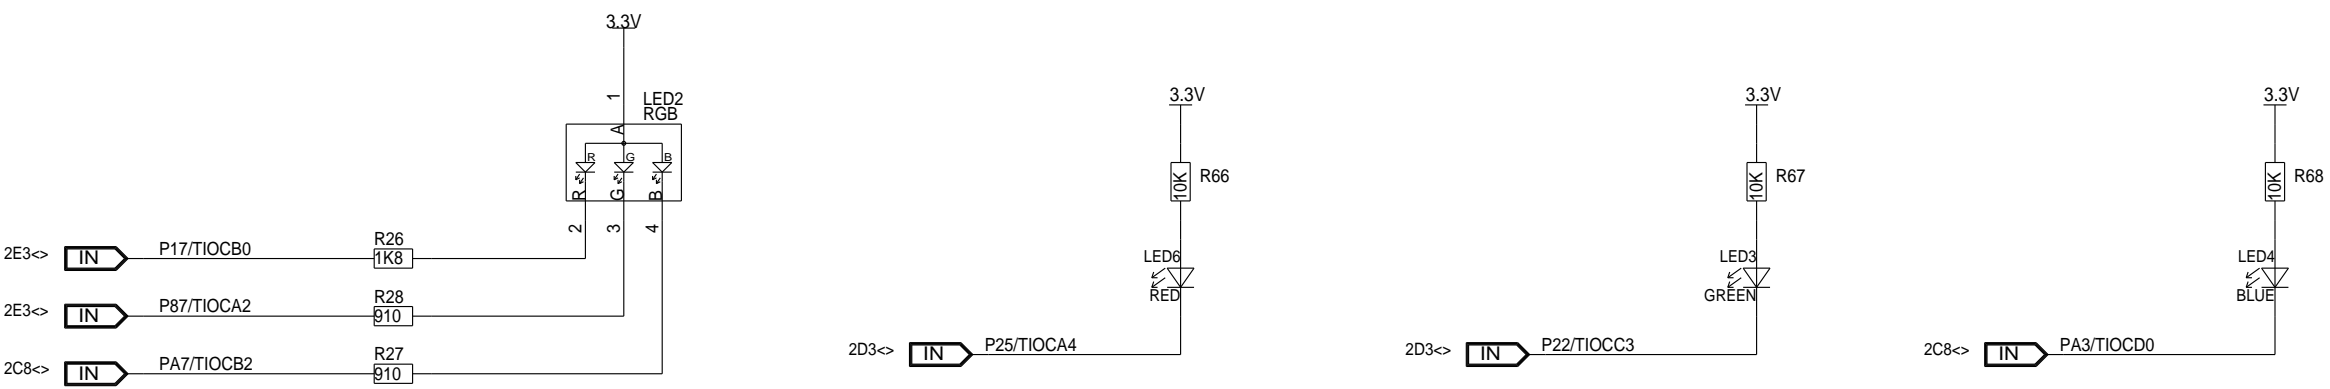 3.3V
1
LED2
RGB
A
R G B
R G B
2 3 4
2E3<> IN P17/TIOCB0 R26 1K8
2E3<> IN P87/TIOCA2 R28 910
2C8<> IN PA7/TIOCB2 R27 910
3.3V
10K R66
LED6
RED
2D3<> IN P25/TIOCA4
3.3V
10K R67
LED3
GREEN
2D3<> IN P22/TIOCC3
3.3V
10K R68
LED4
BLUE
2C8<> IN PA3/TIOCD0